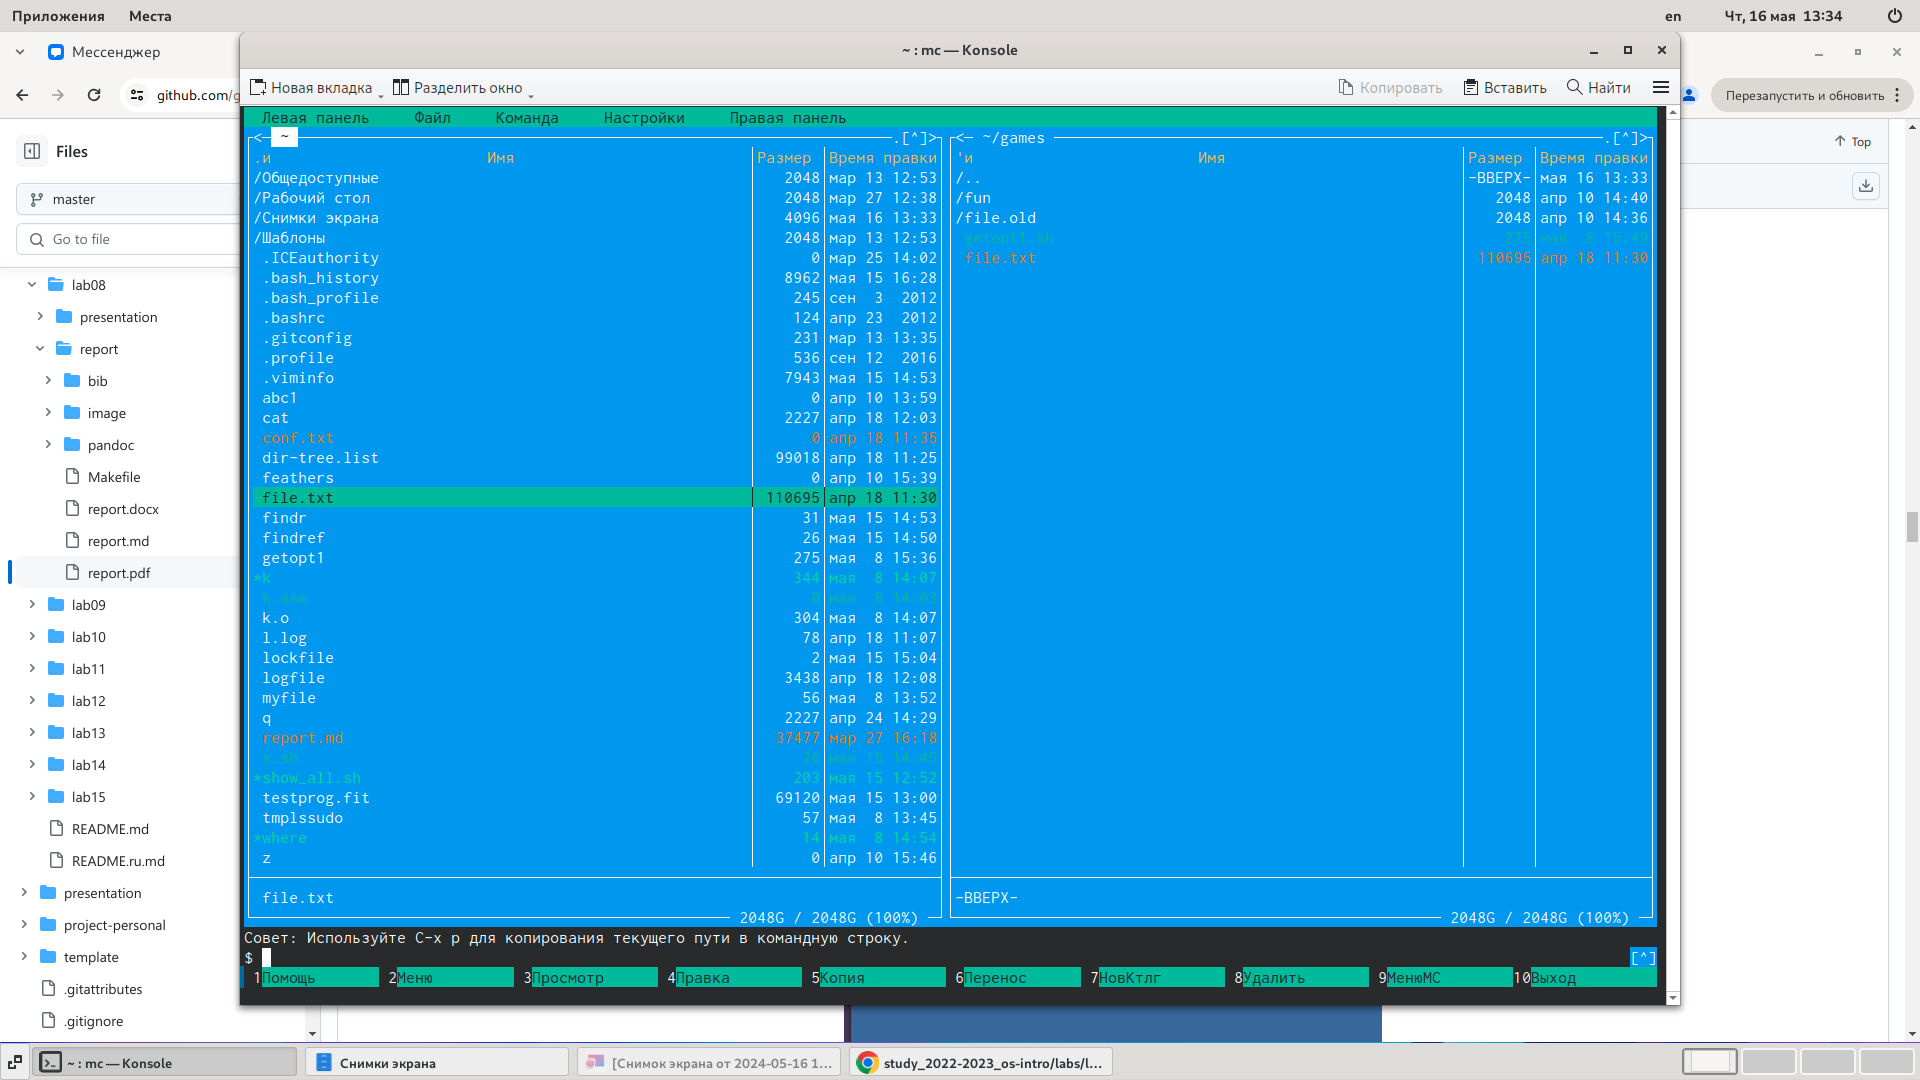 Приложения Места en Чт, 16 мая 13:34
Мессенджер
~ : mc — Konsole
github.com/g
Перезапустить и обновить
Новая вкладка Разделить окно Копировать Вставить Найти
Левая панель Файл Команда Настройки Правая панель
Files
Top
master
Go to file
lab08
presentation
report
bib
image
pandoc
Makefile
report.docx
report.md
report.pdf
lab09
lab10
lab11
lab12
lab13
lab14
lab15
README.md
README.ru.md
presentation
project-personal
template
.gitattributes
.gitignore
<— ~ .[^]>
.и Имя Размер Время правки
/Общедоступные 2048 мар 13 12:53
/Рабочий стол 2048 мар 27 12:38
/Снимки экрана 4096 мая 16 13:33
/Шаблоны 2048 мар 13 12:53
.ICEauthority 0 мар 25 14:02
.bash_history 8962 мая 15 16:28
.bash_profile 245 сен 3 2012
.bashrc 124 апр 23 2012
.gitconfig 231 мар 13 13:35
.profile 536 сен 12 2016
.viminfo 7943 мая 15 14:53
abc1 0 апр 10 13:59
cat 2227 апр 18 12:03
conf.txt 0 апр 18 11:35
dir-tree.list 99018 апр 18 11:25
feathers 0 апр 10 15:39
file.txt 110695 апр 18 11:30
findr 31 мая 15 14:53
findref 26 мая 15 14:50
getopt1 275 мая 8 15:36
*k 344 мая 8 14:07
k.asm 0 мая 8 14:03
k.o 304 мая 8 14:07
l.log 78 апр 18 11:07
lockfile 2 мая 15 15:04
logfile 3438 апр 18 12:08
myfile 56 мая 8 13:52
q 2227 апр 24 14:29
report.md 37477 мар 27 16:18
s.sh мая 15 14:45
*show_all.sh 203 мая 15 12:52
testprog.fit 69120 мая 15 13:00
tmplssudo 57 мая 8 13:45
*where 14 мая 8 14:54
z 0 апр 10 15:46
file.txt
2048G / 2048G (100%)
<— ~/games .[^]>
'и Имя Размер Время правки
/.. -ВВЕРХ- мая 16 13:33
/fun 2048 апр 10 14:40
/file.old 2048 апр 10 14:36
getopt1.sh 275 мая 8 15:49
file.txt 110695 апр 18 11:30
-ВВЕРХ-
2048G / 2048G (100%)
Совет: Используйте C-x p для копирования текущего пути в командную строку.
$ [^]
1Помощь 2Меню 3Просмотр 4Правка 5Копия 6Перенос 7НовКтлг 8Удалить 9МенюМС 10Выход
~ : mc — Konsole Снимки экрана [Снимок экрана от 2024-05-16 1... study_2022-2023_os-intro/labs/l...